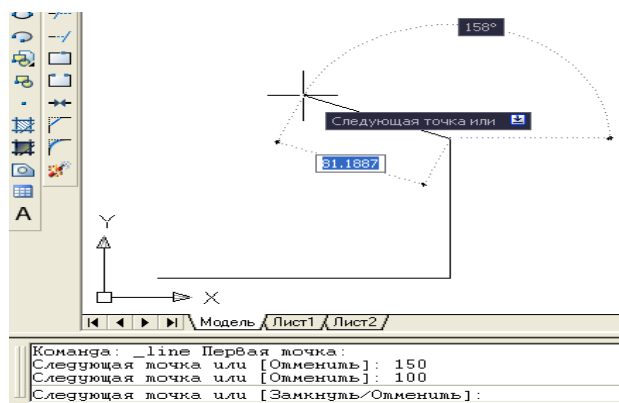 158°
Следующая точка или
81.1887
A
Y
X
Модель Лист1 Лист2
Команда: _line Первая точка:
Следующая точка или [Отменить]: 150
Следующая точка или [Отменить]: 100
Следующая точка или [Замкнуть/Отменить]: